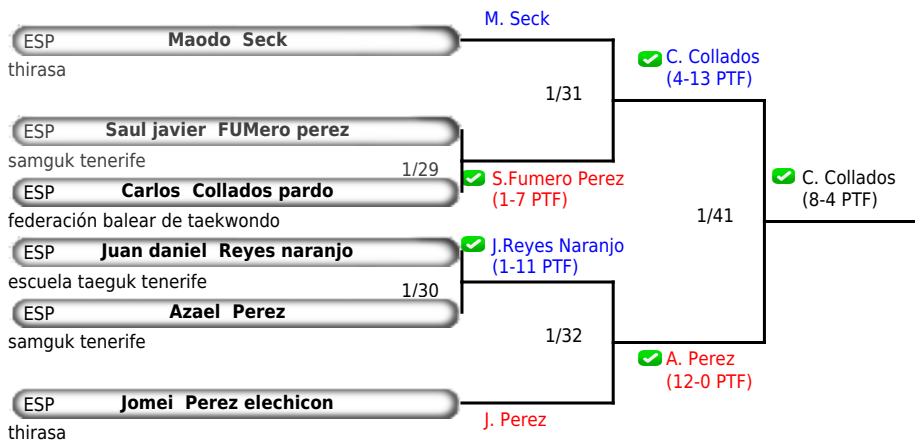 M. Seck
ESP Maodo Seck
thirasa
C. Collados
(4-13 PTF)
1/31
ESP Saul javier FUMero perez
samguk tenerife
1/29
S.Fumero Perez
(1-7 PTF)
ESP Carlos Collados pardo
federación balear de taekwondo
C. Collados
(8-4 PTF)
1/41
ESP Juan daniel Reyes naranjo
escuela taeguk tenerife
J.Reyes Naranjo
(1-11 PTF)
1/30
ESP Azael Perez
samguk tenerife
1/32
A. Perez
(12-0 PTF)
ESP Jomei Perez elechicon
thirasa
J. Perez